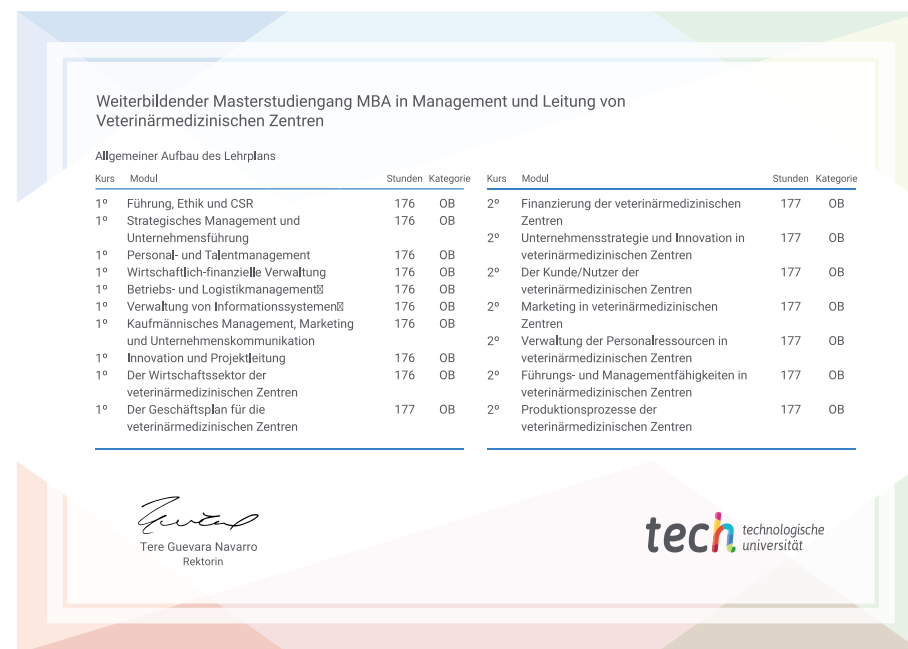 Weiterbildender Masterstudiengang MBA in Management und Leitung von
Veterinärmedizinischen Zentren
Allgemeiner Aufbau des Lehrplans
Kurs Modul Stunden Kategorie
1º Führung, Ethik und CSR 176 OB
1º Strategisches Management und 176 OB
Unternehmensführung
1º Personal- und Talentmanagement 176 OB
1º Wirtschaftlich-finanzielle Verwaltung 176 OB
1º Betriebs- und Logistikmanagement 176 OB
1º Verwaltung von Informationssystemen 176 OB
1º Kaufmännisches Management, Marketing 176 OB
und Unternehmenskommunikation
1º Innovation und Projektleitung 176 OB
1º Der Wirtschaftssektor der 176 OB
veterinärmedizinischen Zentren
1º Der Geschäftsplan für die 177 OB
veterinärmedizinischen Zentren
Kurs Modul Stunden Kategorie
2º Finanzierung der veterinärmedizinischen 177 OB
Zentren
2º Unternehmensstrategie und Innovation in 177 OB
veterinärmedizinischen Zentren
2º Der Kunde/Nutzer der 177 OB
veterinärmedizinischen Zentren
2º Marketing in veterinärmedizinischen 177 OB
Zentren
2º Verwaltung der Personalressourcen in 177 OB
veterinärmedizinischen Zentren
2º Führungs- und Managementfähigkeiten in 177 OB
veterinärmedizinischen Zentren
2º Produktionsprozesse der 177 OB
veterinärmedizinischen Zentren
Tere Guevara Navarro
Rektorin
tech technologische
universität